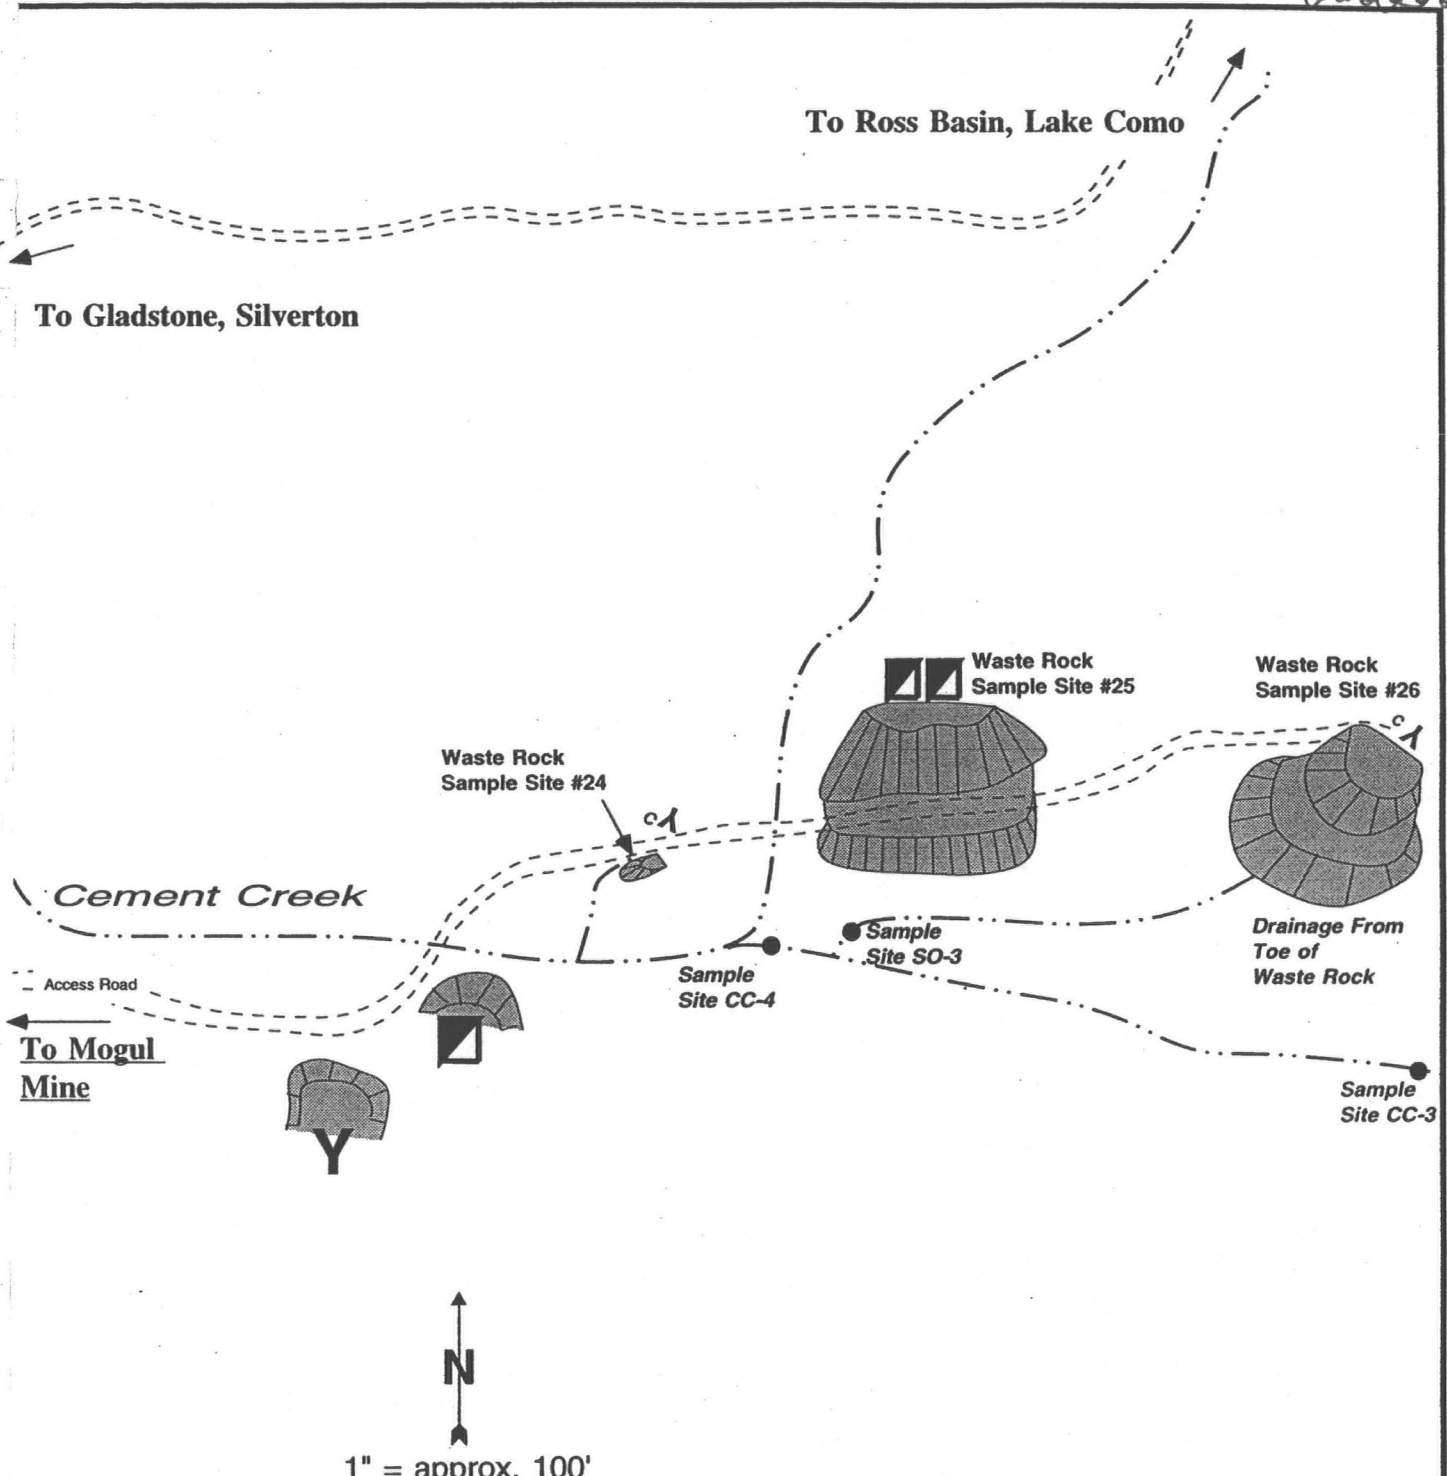 To Ross Basin, Lake Como
To Gladstone, Silverton
Waste Rock
Sample Site #25
Waste Rock
Sample Site #26
Waste Rock
Sample Site #24
Cement Creek
Sample
Site SO-3
Drainage From
Toe of
Waste Rock
Sample
Site CC-4
Access Road
To Mogul
Mine
Sample
Site CC-3
Y
N
1" = approx. 100'